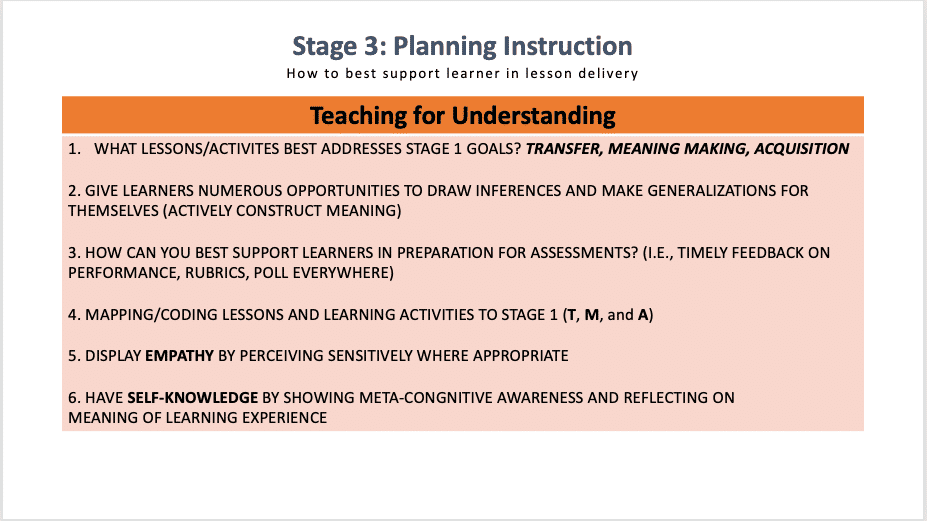 Stage 3: Planning Instruction
How to best support learner in lesson delivery
Teaching for Understanding
1. WHAT LESSONS/ACTIVITES BEST ADDRESSES STAGE 1 GOALS? TRANSFER, MEANING MAKING, ACQUISITION
2. GIVE LEARNERS NUMEROUS OPPORTUNITIES TO DRAW INFERENCES AND MAKE GENERALIZATIONS FOR
THEMSELVES (ACTIVELY CONSTRUCT MEANING)
3. HOW CAN YOU BEST SUPPORT LEARNERS IN PREPARATION FOR ASSESSMENTS? (I.E., TIMELY FEEDBACK ON
PERFORMANCE, RUBRICS, POLL EVERYWHERE)
4. MAPPING/CODING LESSONS AND LEARNING ACTIVITIES TO STAGE 1 (T, M, and A)
5. DISPLAY EMPATHY BY PERCEIVING SENSITIVELY WHERE APPROPRIATE
6. HAVE SELF-KNOWLEDGE BY SHOWING META-CONGNITIVE AWARENESS AND REFLECTING ON
MEANING OF LEARNING EXPERIENCE